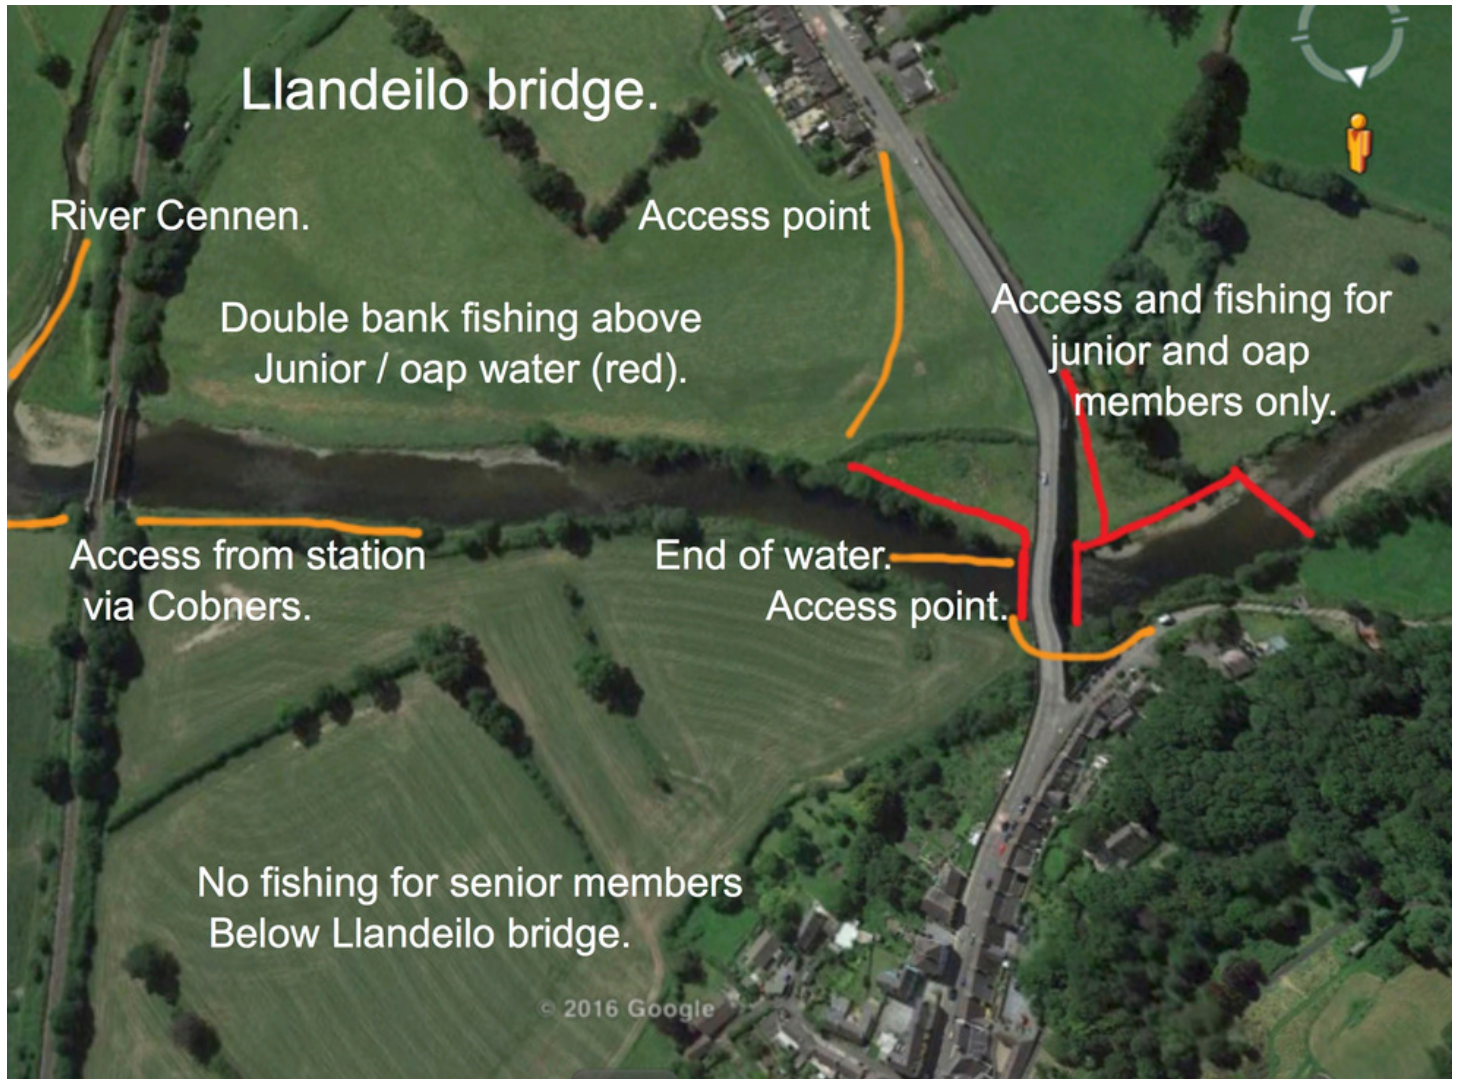 Llandeilo bridge.
River Cennen.
Access point
Double bank fishing above
Junior / oap water (red).
Access and fishing for
junior and oap
members only.
Access from station
via Cobners.
End of water.
Access point.
No fishing for senior members
Below Llandeilo bridge.
© 2016 Google